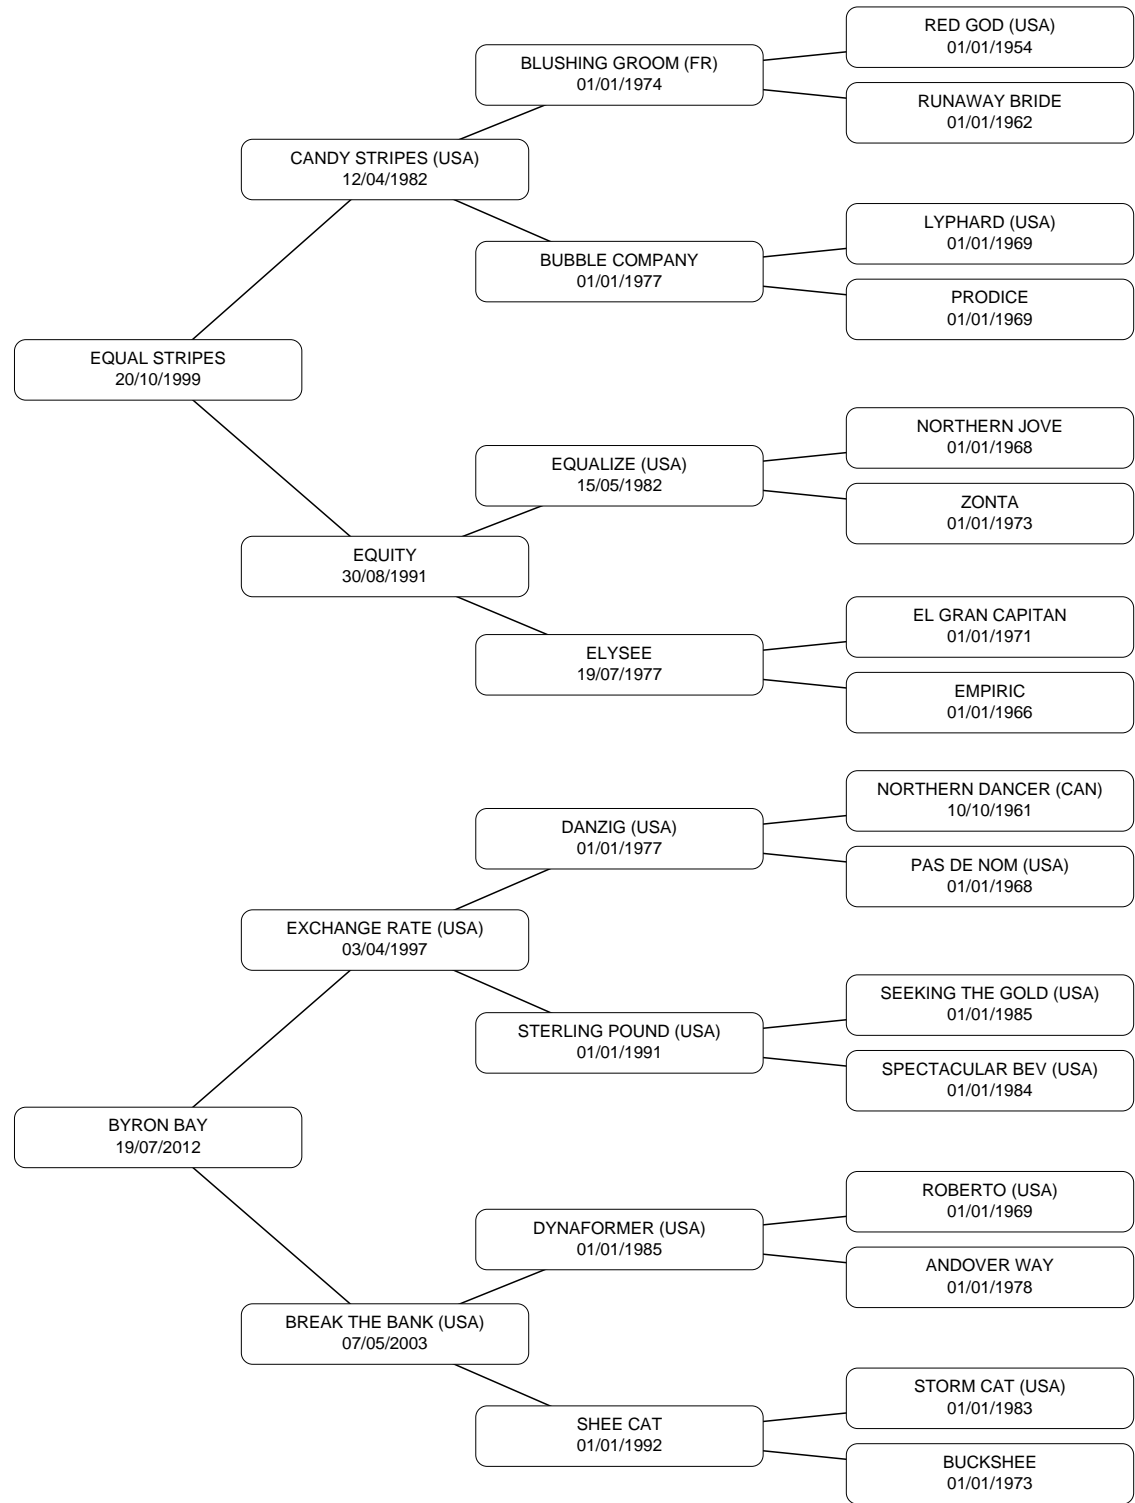 RED GOD (USA)
01/01/1954
BLUSHING GROOM (FR)
01/01/1974
RUNAWAY BRIDE
01/01/1962
CANDY STRIPES (USA)
12/04/1982
LYPHARD (USA)
01/01/1969
BUBBLE COMPANY
01/01/1977
PRODICE
01/01/1969
EQUAL STRIPES
20/10/1999
NORTHERN JOVE
01/01/1968
EQUALIZE (USA)
15/05/1982
ZONTA
01/01/1973
EQUITY
30/08/1991
EL GRAN CAPITAN
01/01/1971
ELYSEE
19/07/1977
EMPIRIC
01/01/1966
NORTHERN DANCER (CAN)
10/10/1961
DANZIG (USA)
01/01/1977
PAS DE NOM (USA)
01/01/1968
EXCHANGE RATE (USA)
03/04/1997
SEEKING THE GOLD (USA)
01/01/1985
STERLING POUND (USA)
01/01/1991
SPECTACULAR BEV (USA)
01/01/1984
BYRON BAY
19/07/2012
ROBERTO (USA)
01/01/1969
DYNAFORMER (USA)
01/01/1985
ANDOVER WAY
01/01/1978
BREAK THE BANK (USA)
07/05/2003
STORM CAT (USA)
01/01/1983
SHEE CAT
01/01/1992
BUCKSHEE
01/01/1973